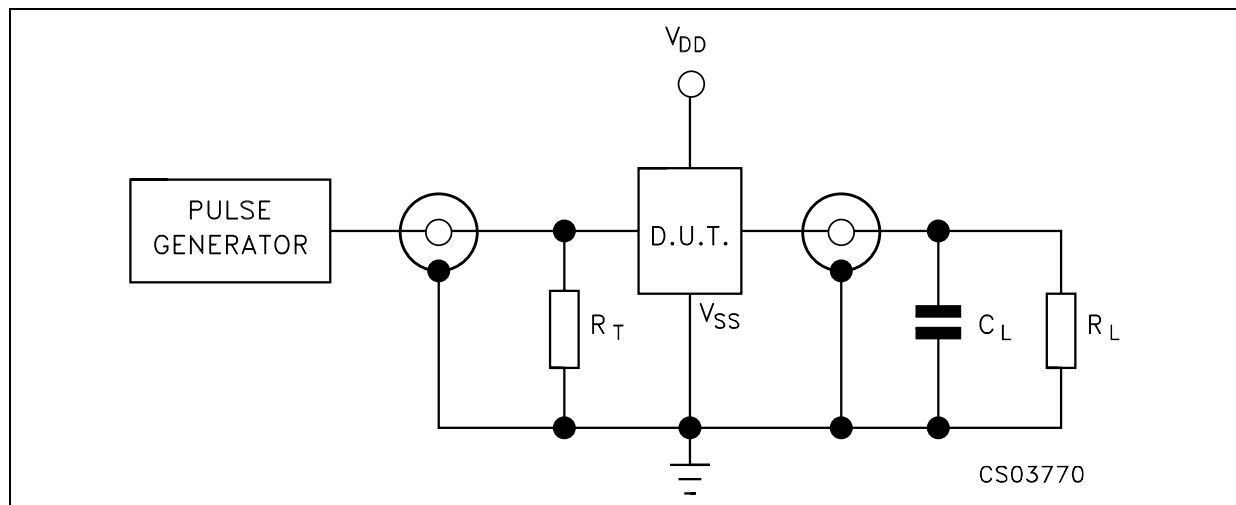 V_DD
PULSE
GENERATOR
D.U.T.
V_SS
R_T
C_L
R_L
CS03770